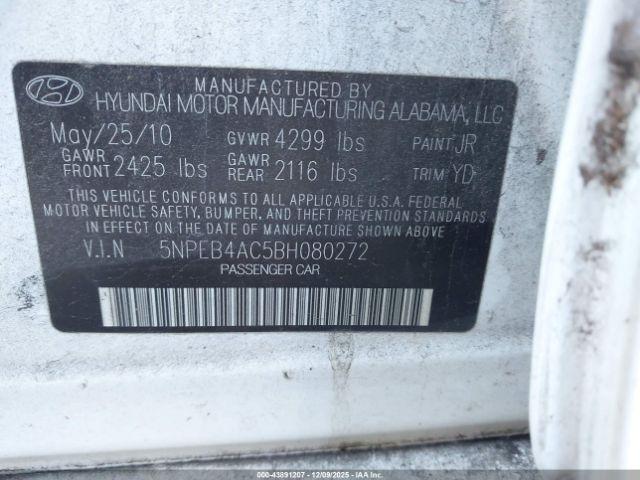 MANUFACTURED BY
HYUNDAI MOTOR MANUFACTURING ALABAMA, LLC
May/25/10 GVWR 4299 lbs PAINT JR
GAWR FRONT 2425 lbs GAWR REAR 2116 lbs TRIM YD
THIS VEHICLE CONFORMS TO ALL APPLICABLE U.S.A. FEDERAL
MOTOR VEHICLE SAFETY, BUMPER, AND THEFT PREVENTION STANDARDS
IN EFFECT ON THE DATE OF MANUFACTURE SHOWN ABOVE.
V.I.N 5NPEB4AC5BH080272
PASSENGER CAR
000-43891207 - 12/09/2025 - IAAI.COM